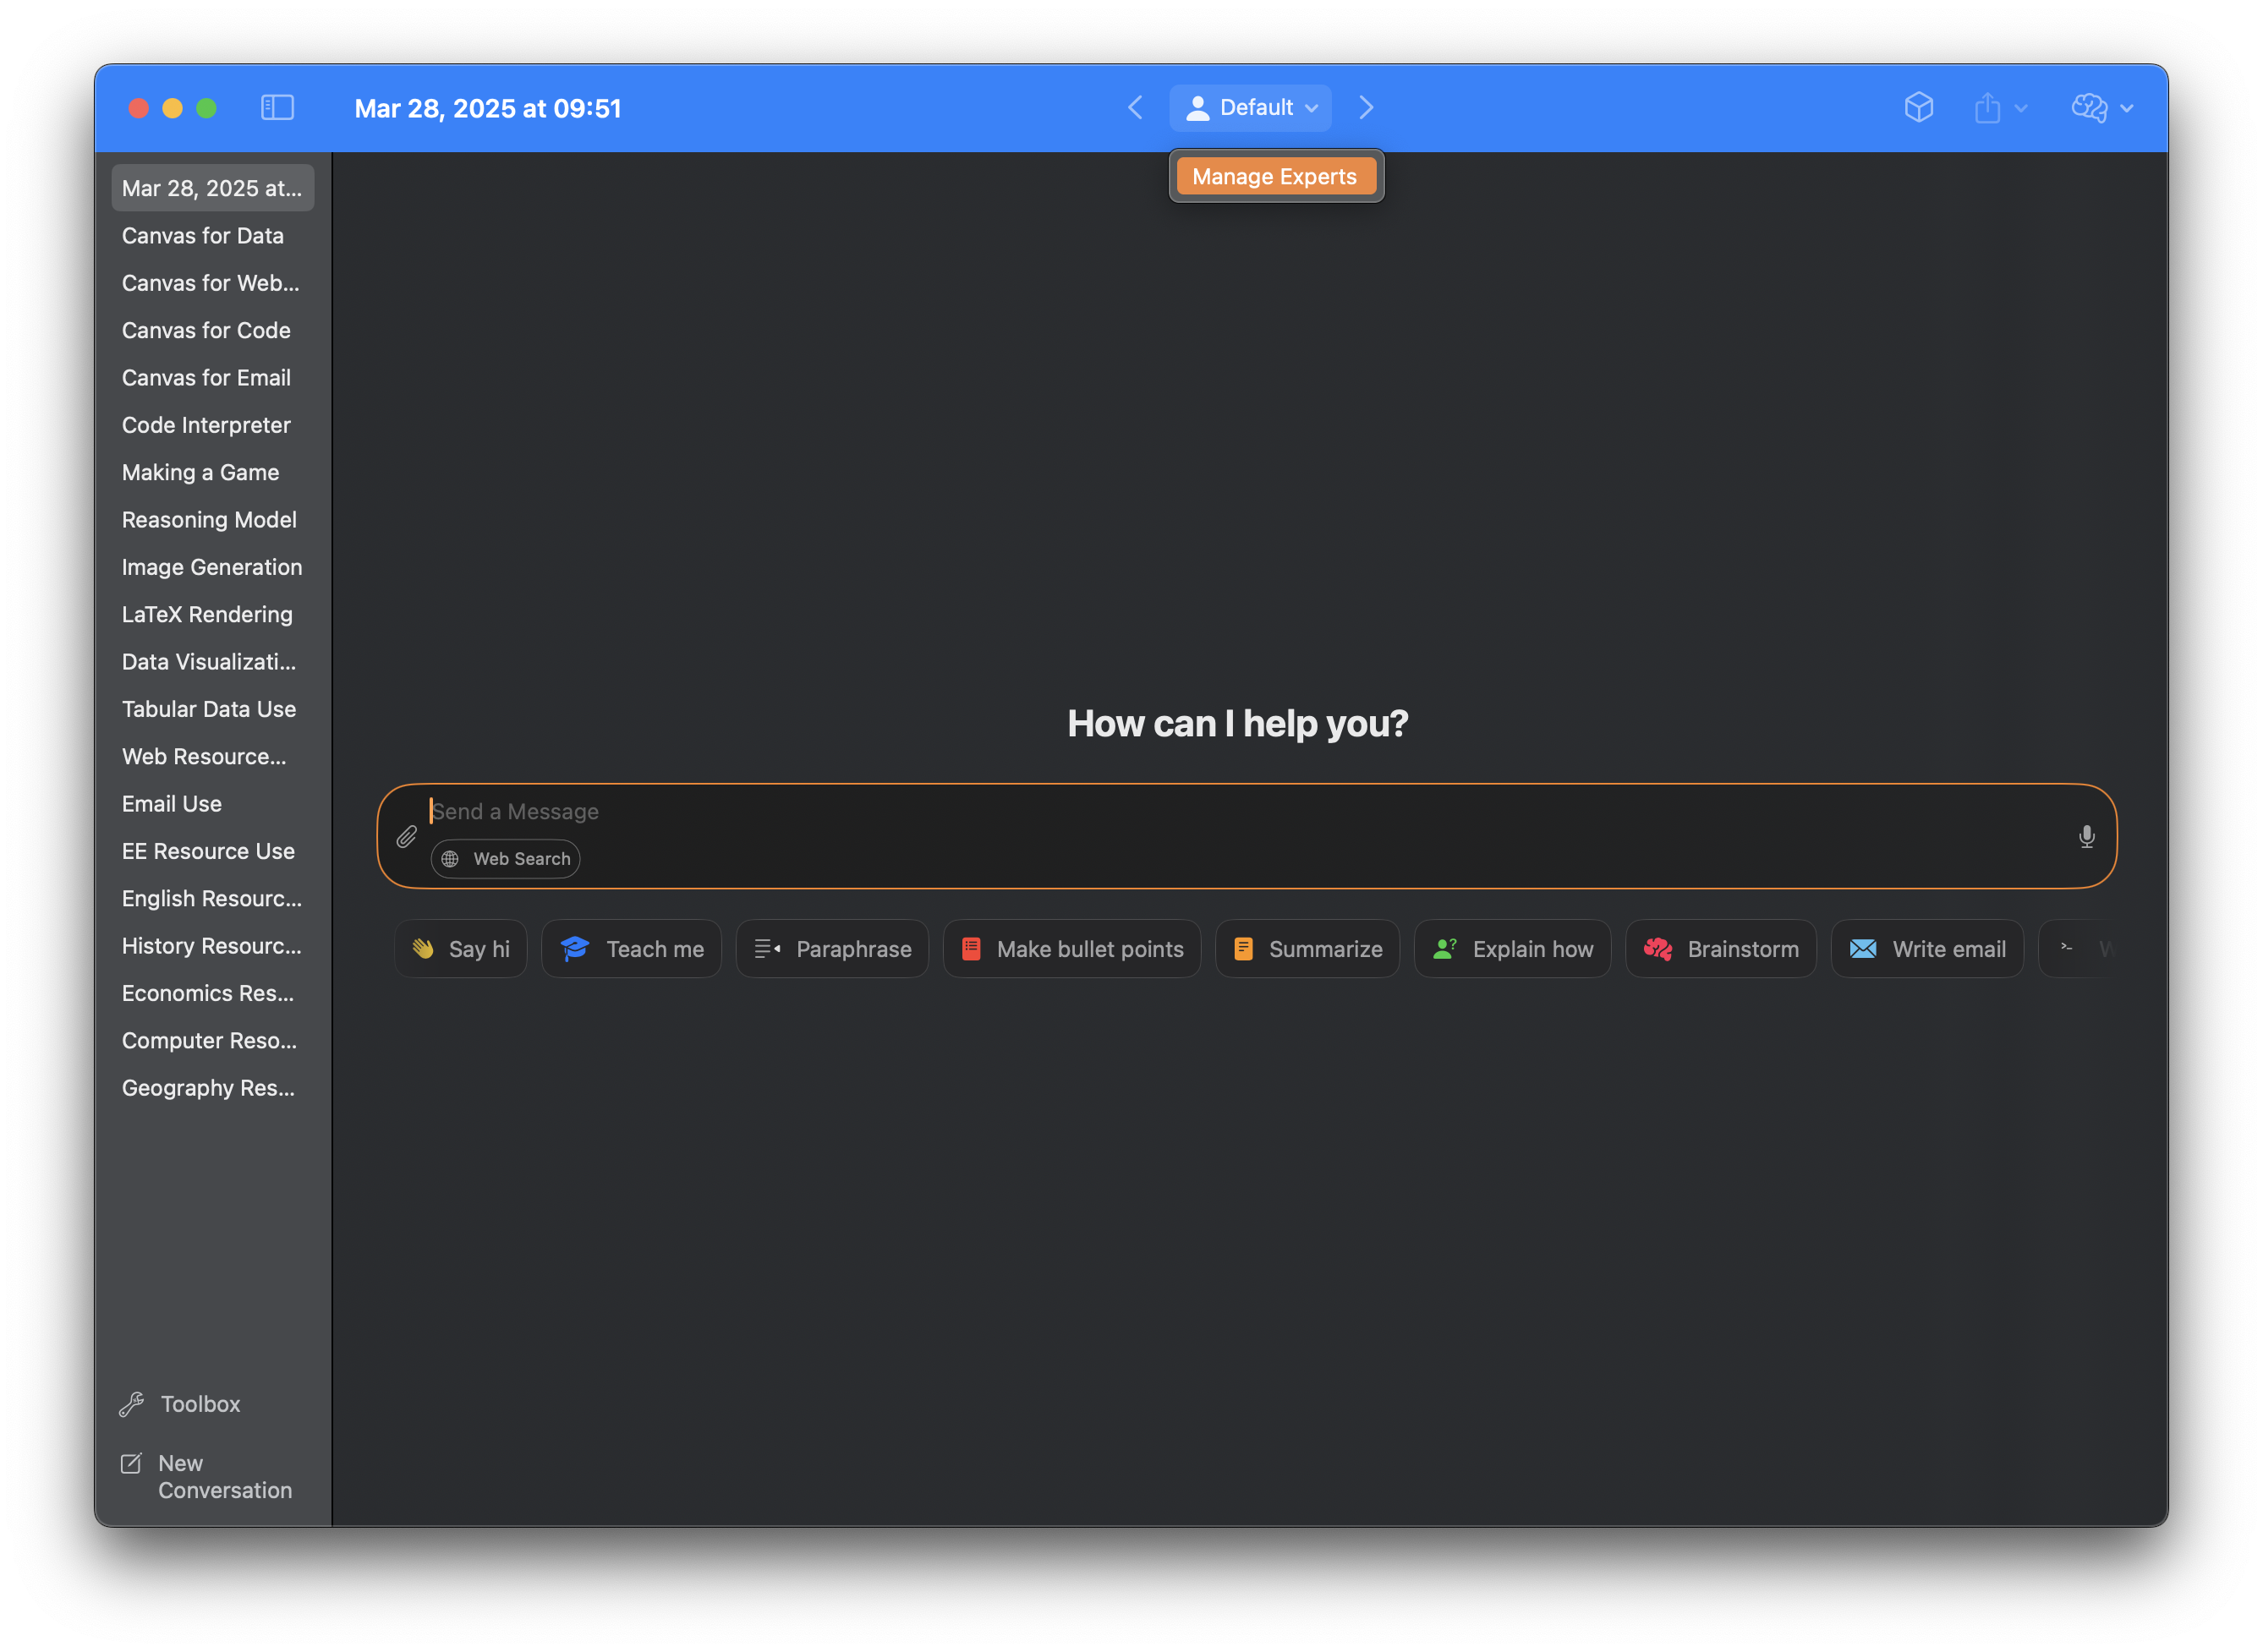 Mar 28, 2025 at 09:51
Default
Manage Experts
Mar 28, 2025 at...
Canvas for Data
Canvas for Web...
Canvas for Code
Canvas for Email
Code Interpreter
Making a Game
Reasoning Model
Image Generation
LaTeX Rendering
Data Visualizati...
Tabular Data Use
Web Resource...
Email Use
EE Resource Use
English Resourc...
History Resourc...
Economics Res...
Computer Reso...
Geography Res...
Toolbox
New
Conversation
How can I help you?
Send a Message
Web Search
Say hi
Teach me
Paraphrase
Make bullet points
Summarize
Explain how
Brainstorm
Write email